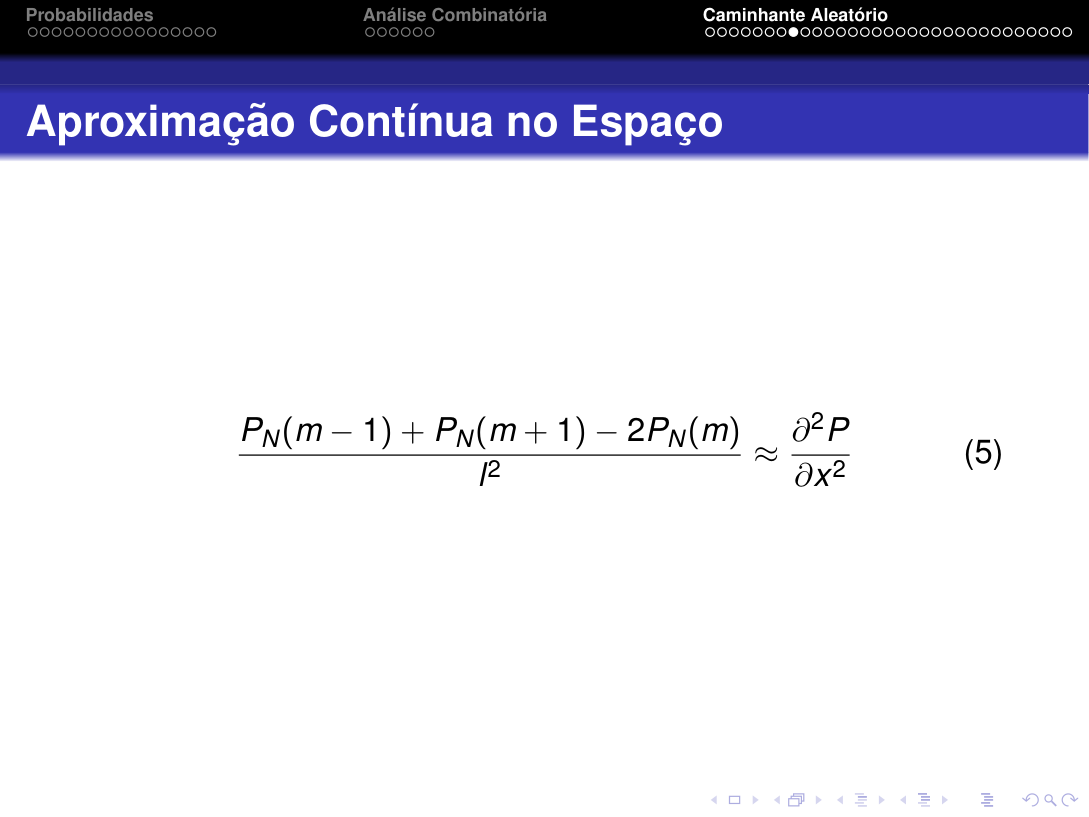 Probabilidades Análise Combinatória Caminhante Aleatório
Aproximação Contínua no Espaço
\frac{P_N(m-1)+P_N(m+1)-2P_N(m)}{l^2} \approx \frac{\partial^2 P}{\partial x^2} (5)